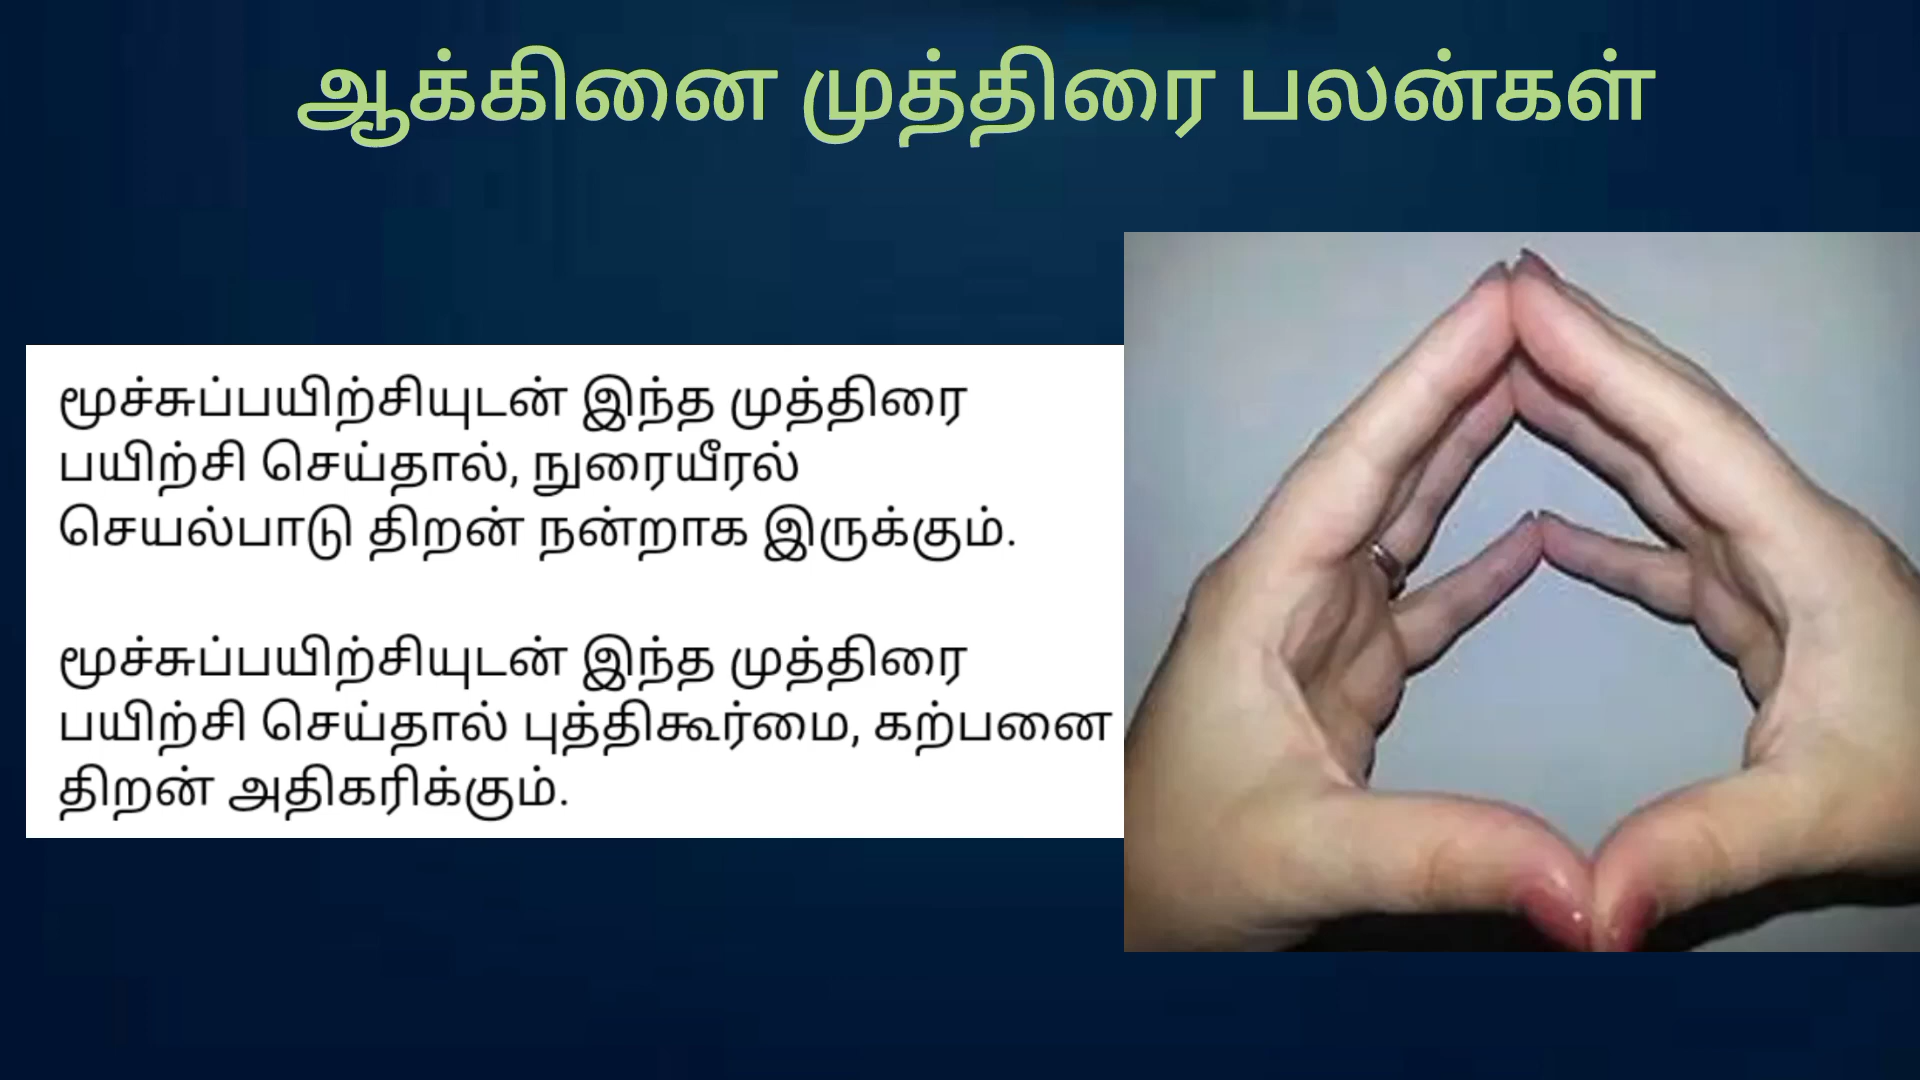 ஆக்கினை முத்திரை பலன்கள்
மூச்சுப்பயிற்சியுடன் இந்த முத்திரை
பயிற்சி செய்தால், நுரையீரல்
செயல்பாடு திறன் நன்றாக இருக்கும்.
மூச்சுப்பயிற்சியுடன் இந்த முத்திரை
பயிற்சி செய்தால் புத்திகூர்மை, கற்பனை
திறன் அதிகரிக்கும்.